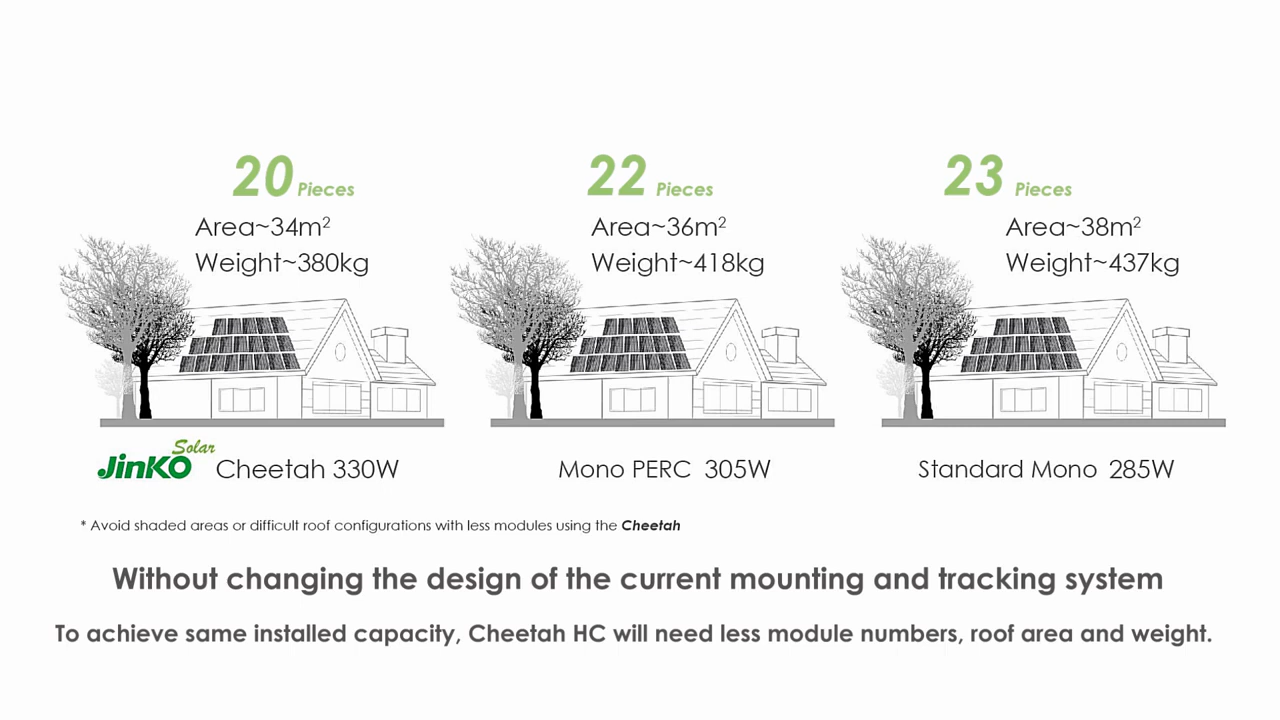 20 Pieces
Area~34m²
Weight~380kg
22 Pieces
Area~36m²
Weight~418kg
23 Pieces
Area~38m²
Weight~437kg
JinKO Solar Cheetah 330W
Mono PERC 305W
Standard Mono 285W
* Avoid shaded areas or difficult roof configurations with less modules using the Cheetah
Without changing the design of the current mounting and tracking system
To achieve same installed capacity, Cheetah HC will need less module numbers, roof area and weight.